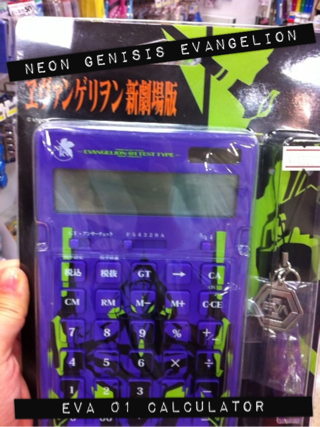 NEON GENISIS EVANGELION
ヱヴァンゲリヲン新劇場版
EVANGELION-01 TEST TYPE
税込 税抜 GT → CA
CM RM M− M+ C·CE
7 8 9 % ÷
4 5 6 × ÷
1 2 3 −
EVA 01 CALCULATOR